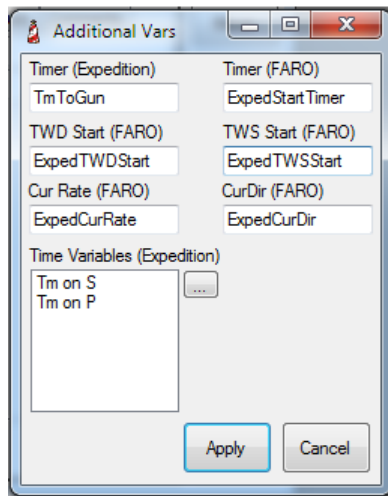 Additional Vars
Timer (Expedition) Timer (FARO)
TmToGun ExpedStartTimer
TWD Start (FARO) TWS Start (FARO)
ExpedTWDStart ExpedTWSStart
Cur Rate (FARO) CurDir (FARO)
ExpedCurRate ExpedCurDir
Time Variables (Expedition)
Tm on S
Tm on P
...
Apply Cancel